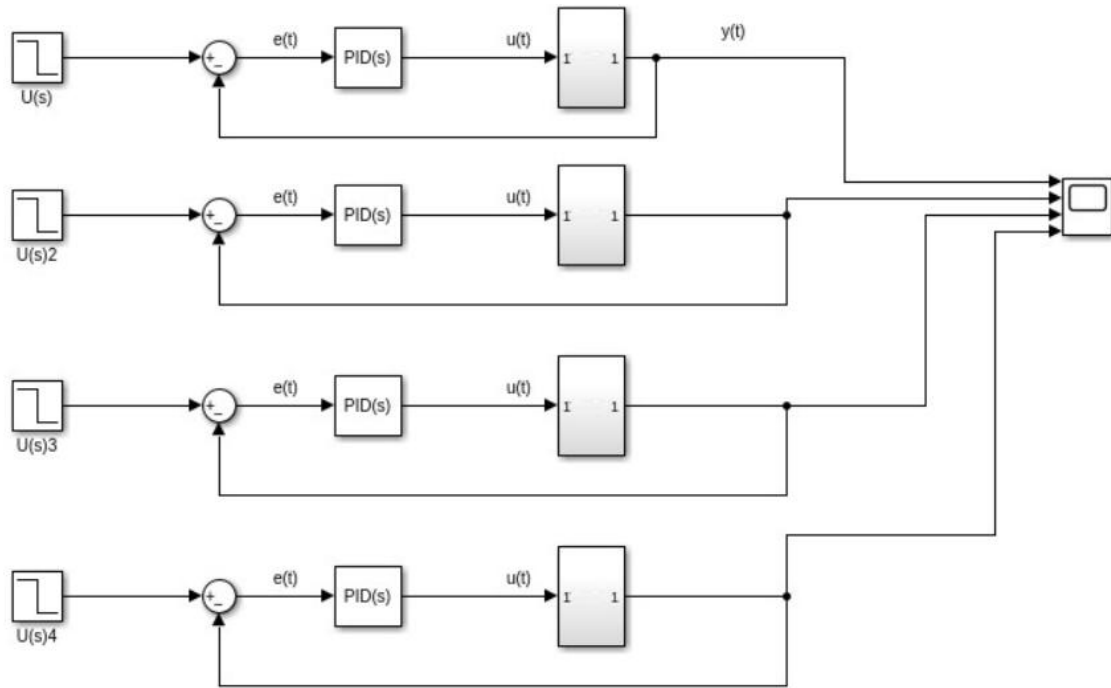 e(t) u(t) y(t)
+ − PID(s) 1 1
U(s)
e(t) u(t)
+ − PID(s) 1 1
U(s)2
e(t) u(t)
+ − PID(s) 1 1
U(s)3
e(t) u(t)
+ − PID(s) 1 1
U(s)4